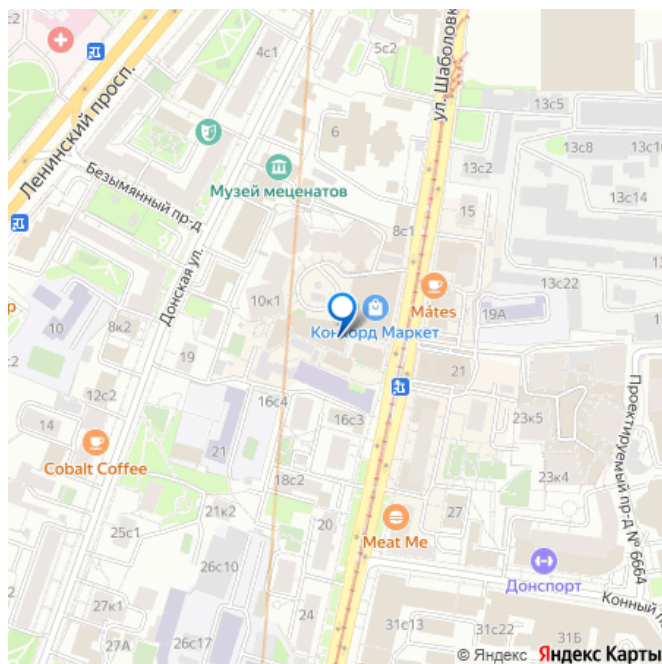 4с1
5с2
ул. Шаболовк
Ленинский просп.
13с5
6
13с8
13с10
13с2
Музей меценатов
13с14
Безымянный пр-д
15
8с1
Донская ул.
13с22
10к1
Mátes
19А
р
10
8к2
Конкорд Маркет
19
21
12с2
16с4
Проектируемый пр-д № 6664
14
16с3
23к5
21
Cobalt Coffee
18с2
23к4
21к2
20
27
25с1
Meat Me
26с10
Донспорт
27к1
24
Конный п
31с13
31с22
31Б
27А
26с17
© Яндекс Яндекс Карты